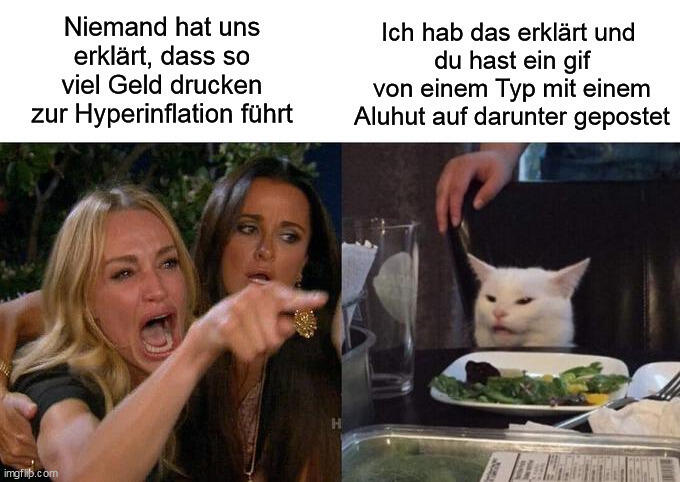 Niemand hat uns
erklärt, dass so
viel Geld drucken
zur Hyperinflation führt
Ich hab das erklärt und
du hast ein gif
von einem Typ mit einem
Aluhut auf darunter gepostet
H
imgflip.com